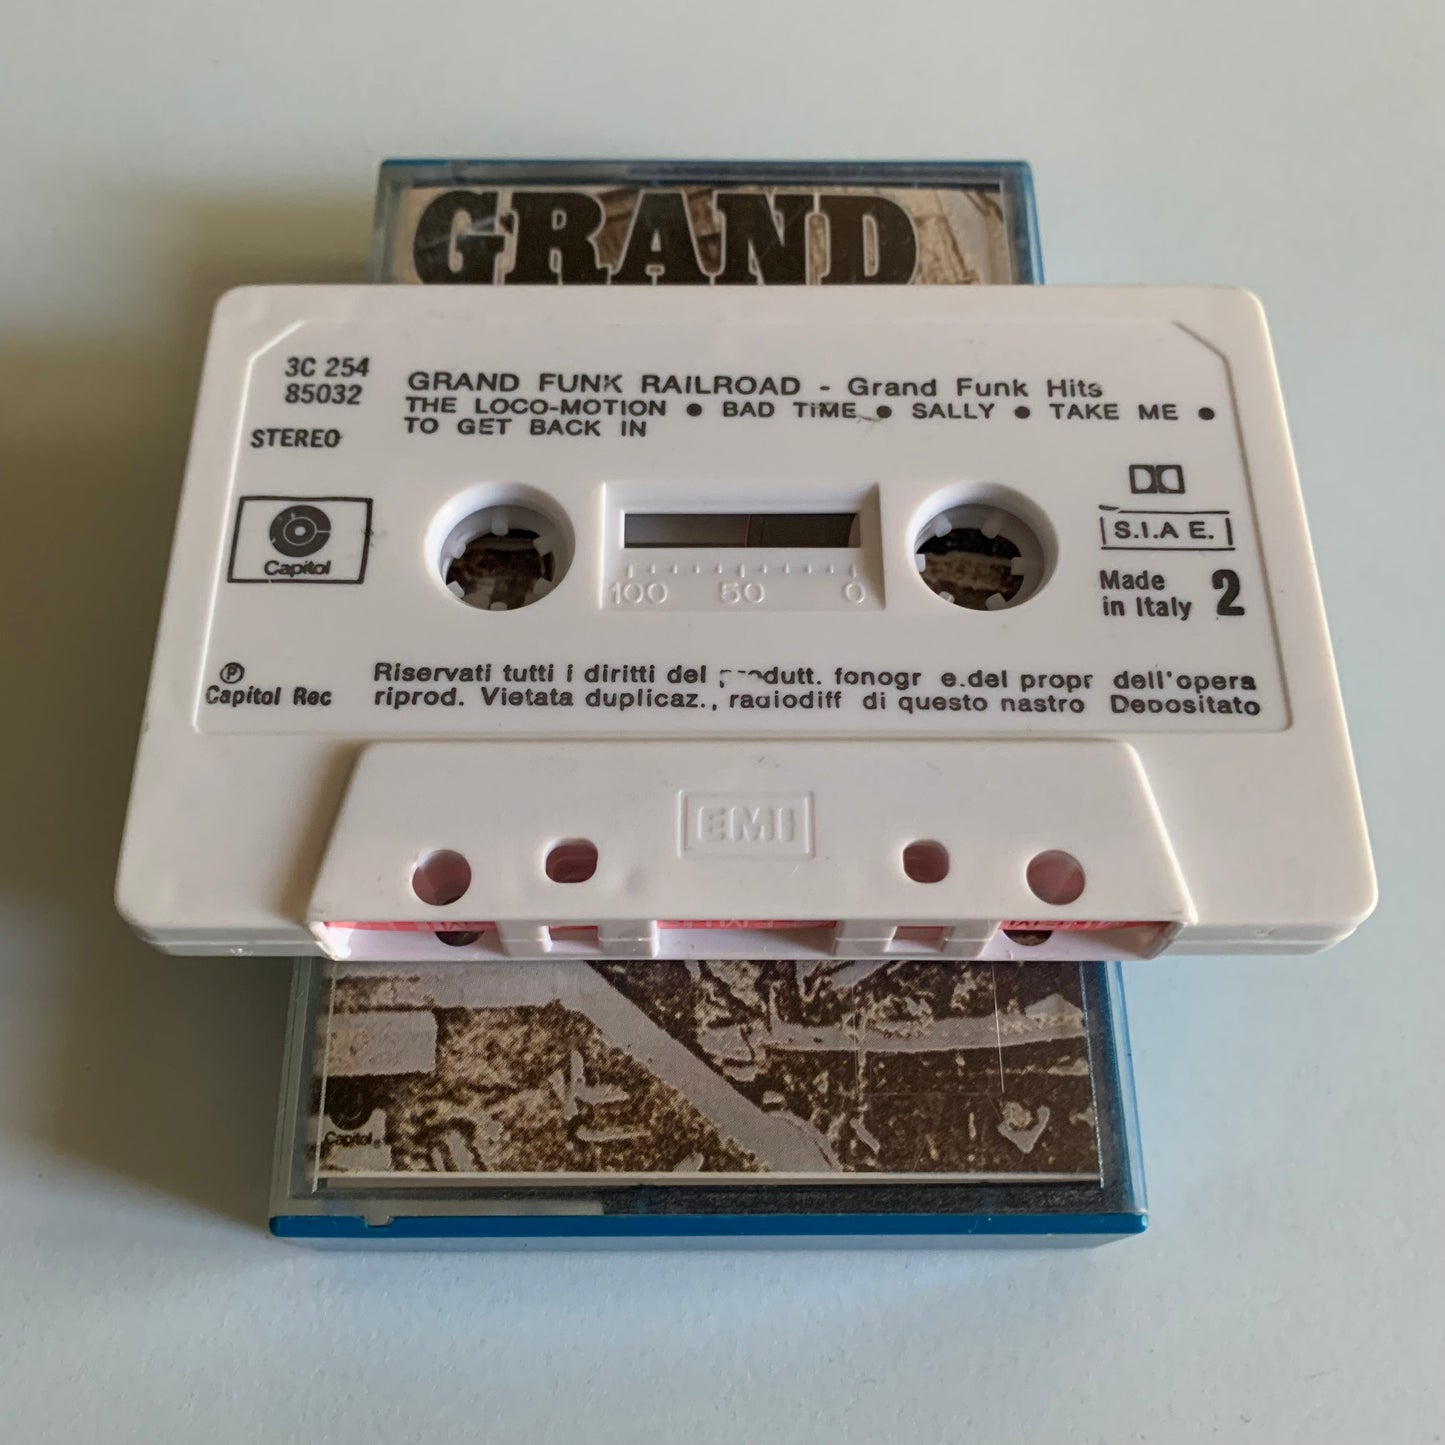 GRAND
3C 254
85032
STEREO
GRAND FUNK RAILROAD - Grand Funk Hits
THE LOCO-MOTION ● BAD TIME ● SALLY ● TAKE ME ●
TO GET BACK IN
Capitol
100 50 0
S.I.A E.
Made
in Italy 2
Ⓟ
Capitol Rec
Riservati tutti i diritti del produtt. fonogr e.del propr dell'opera
riprod. Vietata duplicaz., radiodiff di questo nastro Depositato
EMI
Capitol®